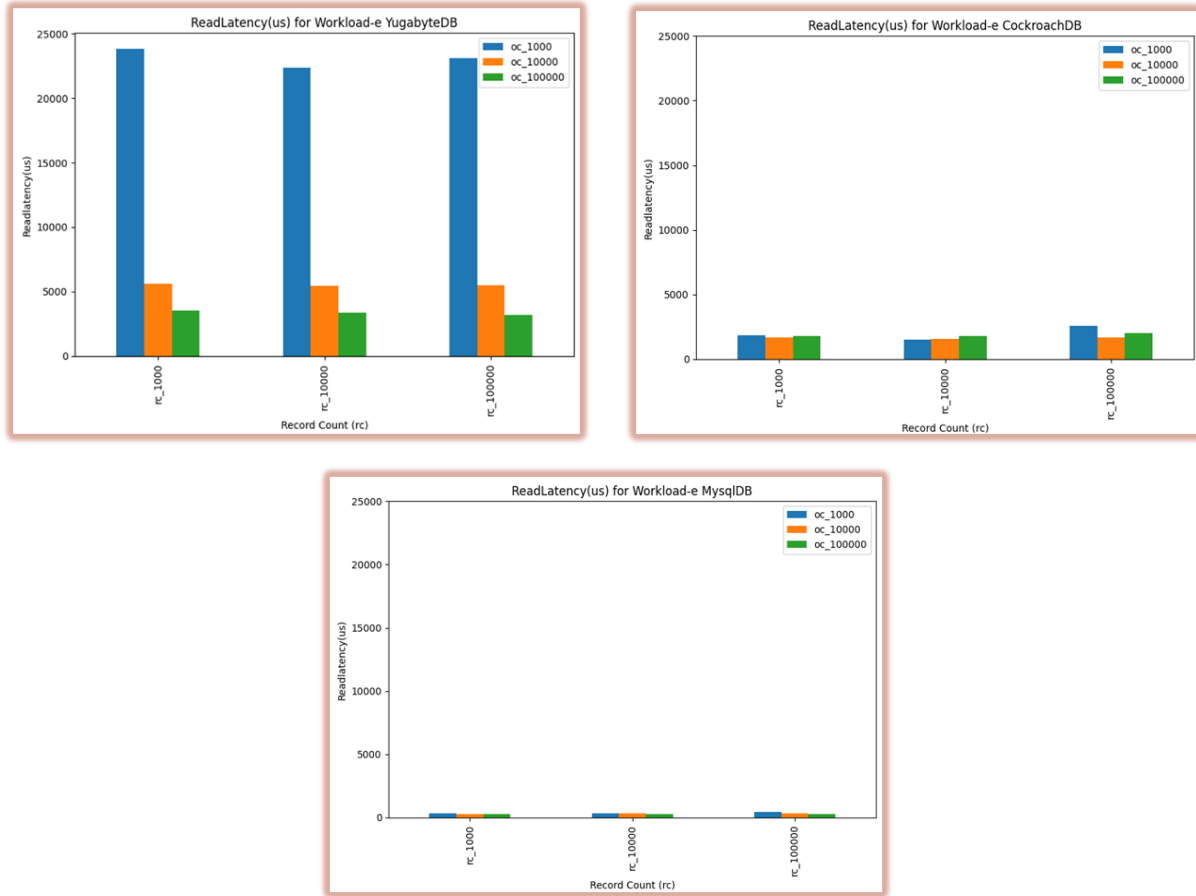 ReadLatency(us) for Workload-e YugabyteDB
25000
20000
15000
10000
5000
0
Readlatency(us)
oc_1000
oc_10000
oc_100000
rc_1000
rc_10000
rc_100000
Record Count (rc)
ReadLatency(us) for Workload-e CockroachDB
25000
20000
15000
10000
5000
0
Readlatency(us)
oc_1000
oc_10000
oc_100000
rc_1000
rc_10000
rc_100000
Record Count (rc)
ReadLatency(us) for Workload-e MysqlDB
25000
20000
15000
10000
5000
0
Readlatency(us)
oc_1000
oc_10000
oc_100000
rc_1000
rc_10000
rc_100000
Record Count (rc)